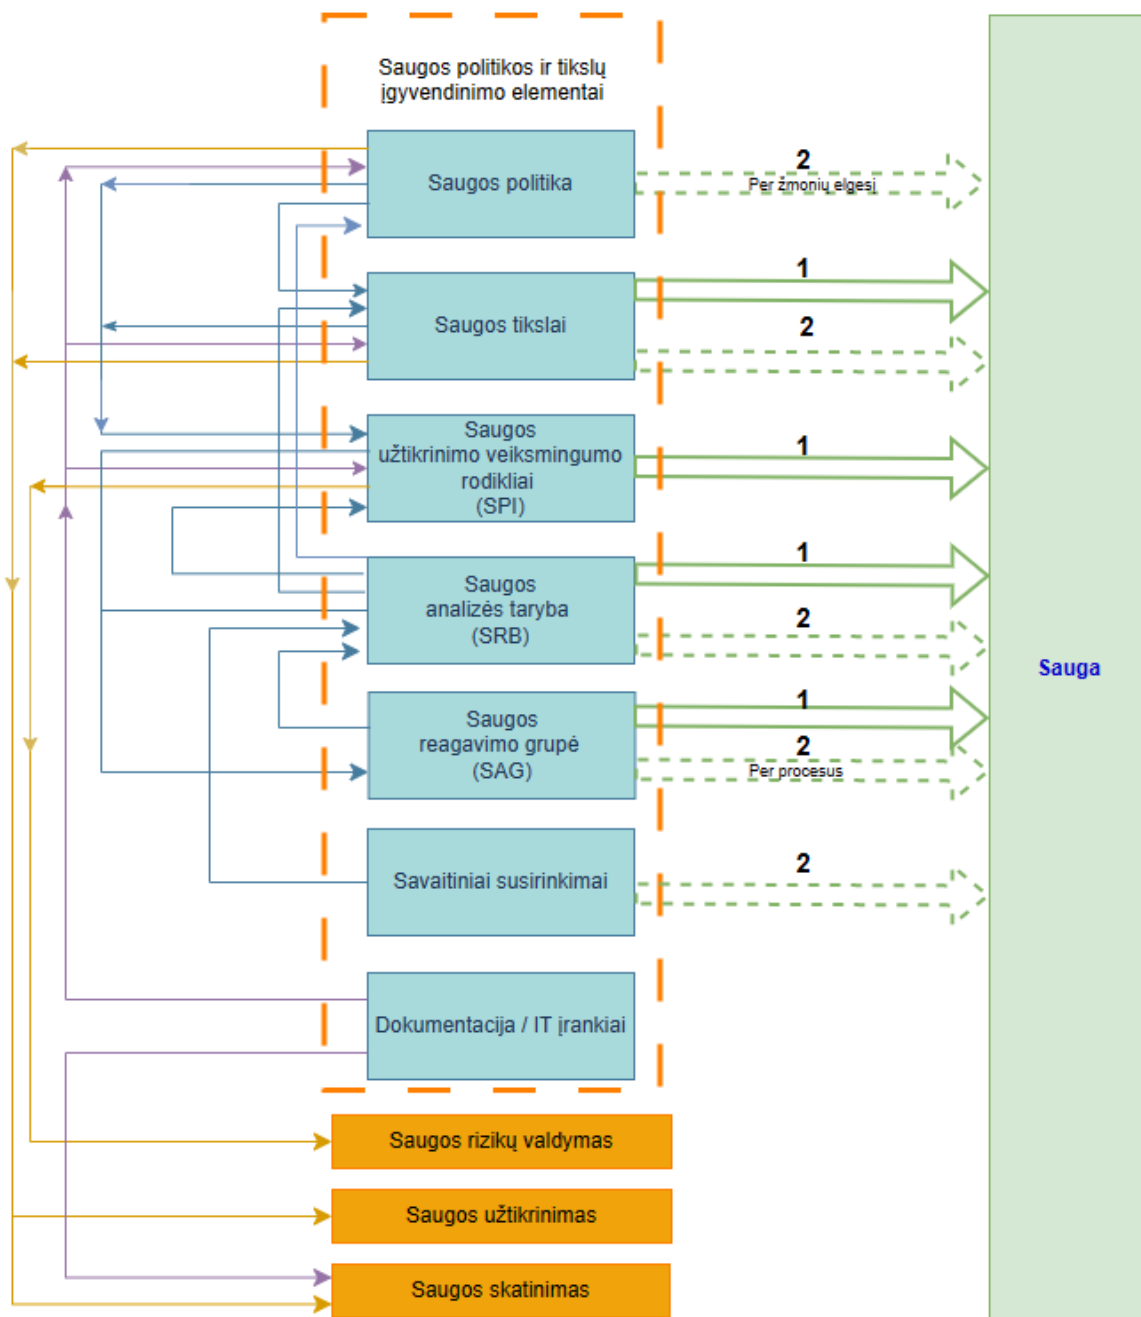 Saugos politikos ir tikslų
įgyvendinimo elementai
Saugos politika
2
Per žmonių elgesį
Saugos tikslai
1
2
Saugos
užtikrinimo veiksmingumo
rodikliai
(SPI)
1
Saugos
analizės taryba
(SRB)
1
2
Sauga
Saugos
reagavimo grupė
(SAG)
1
2
Per procesus
Savaitiniai susirinkimai
2
Dokumentacija / IT įrankiai
Saugos rizikų valdymas
Saugos užtikrinimas
Saugos skatinimas